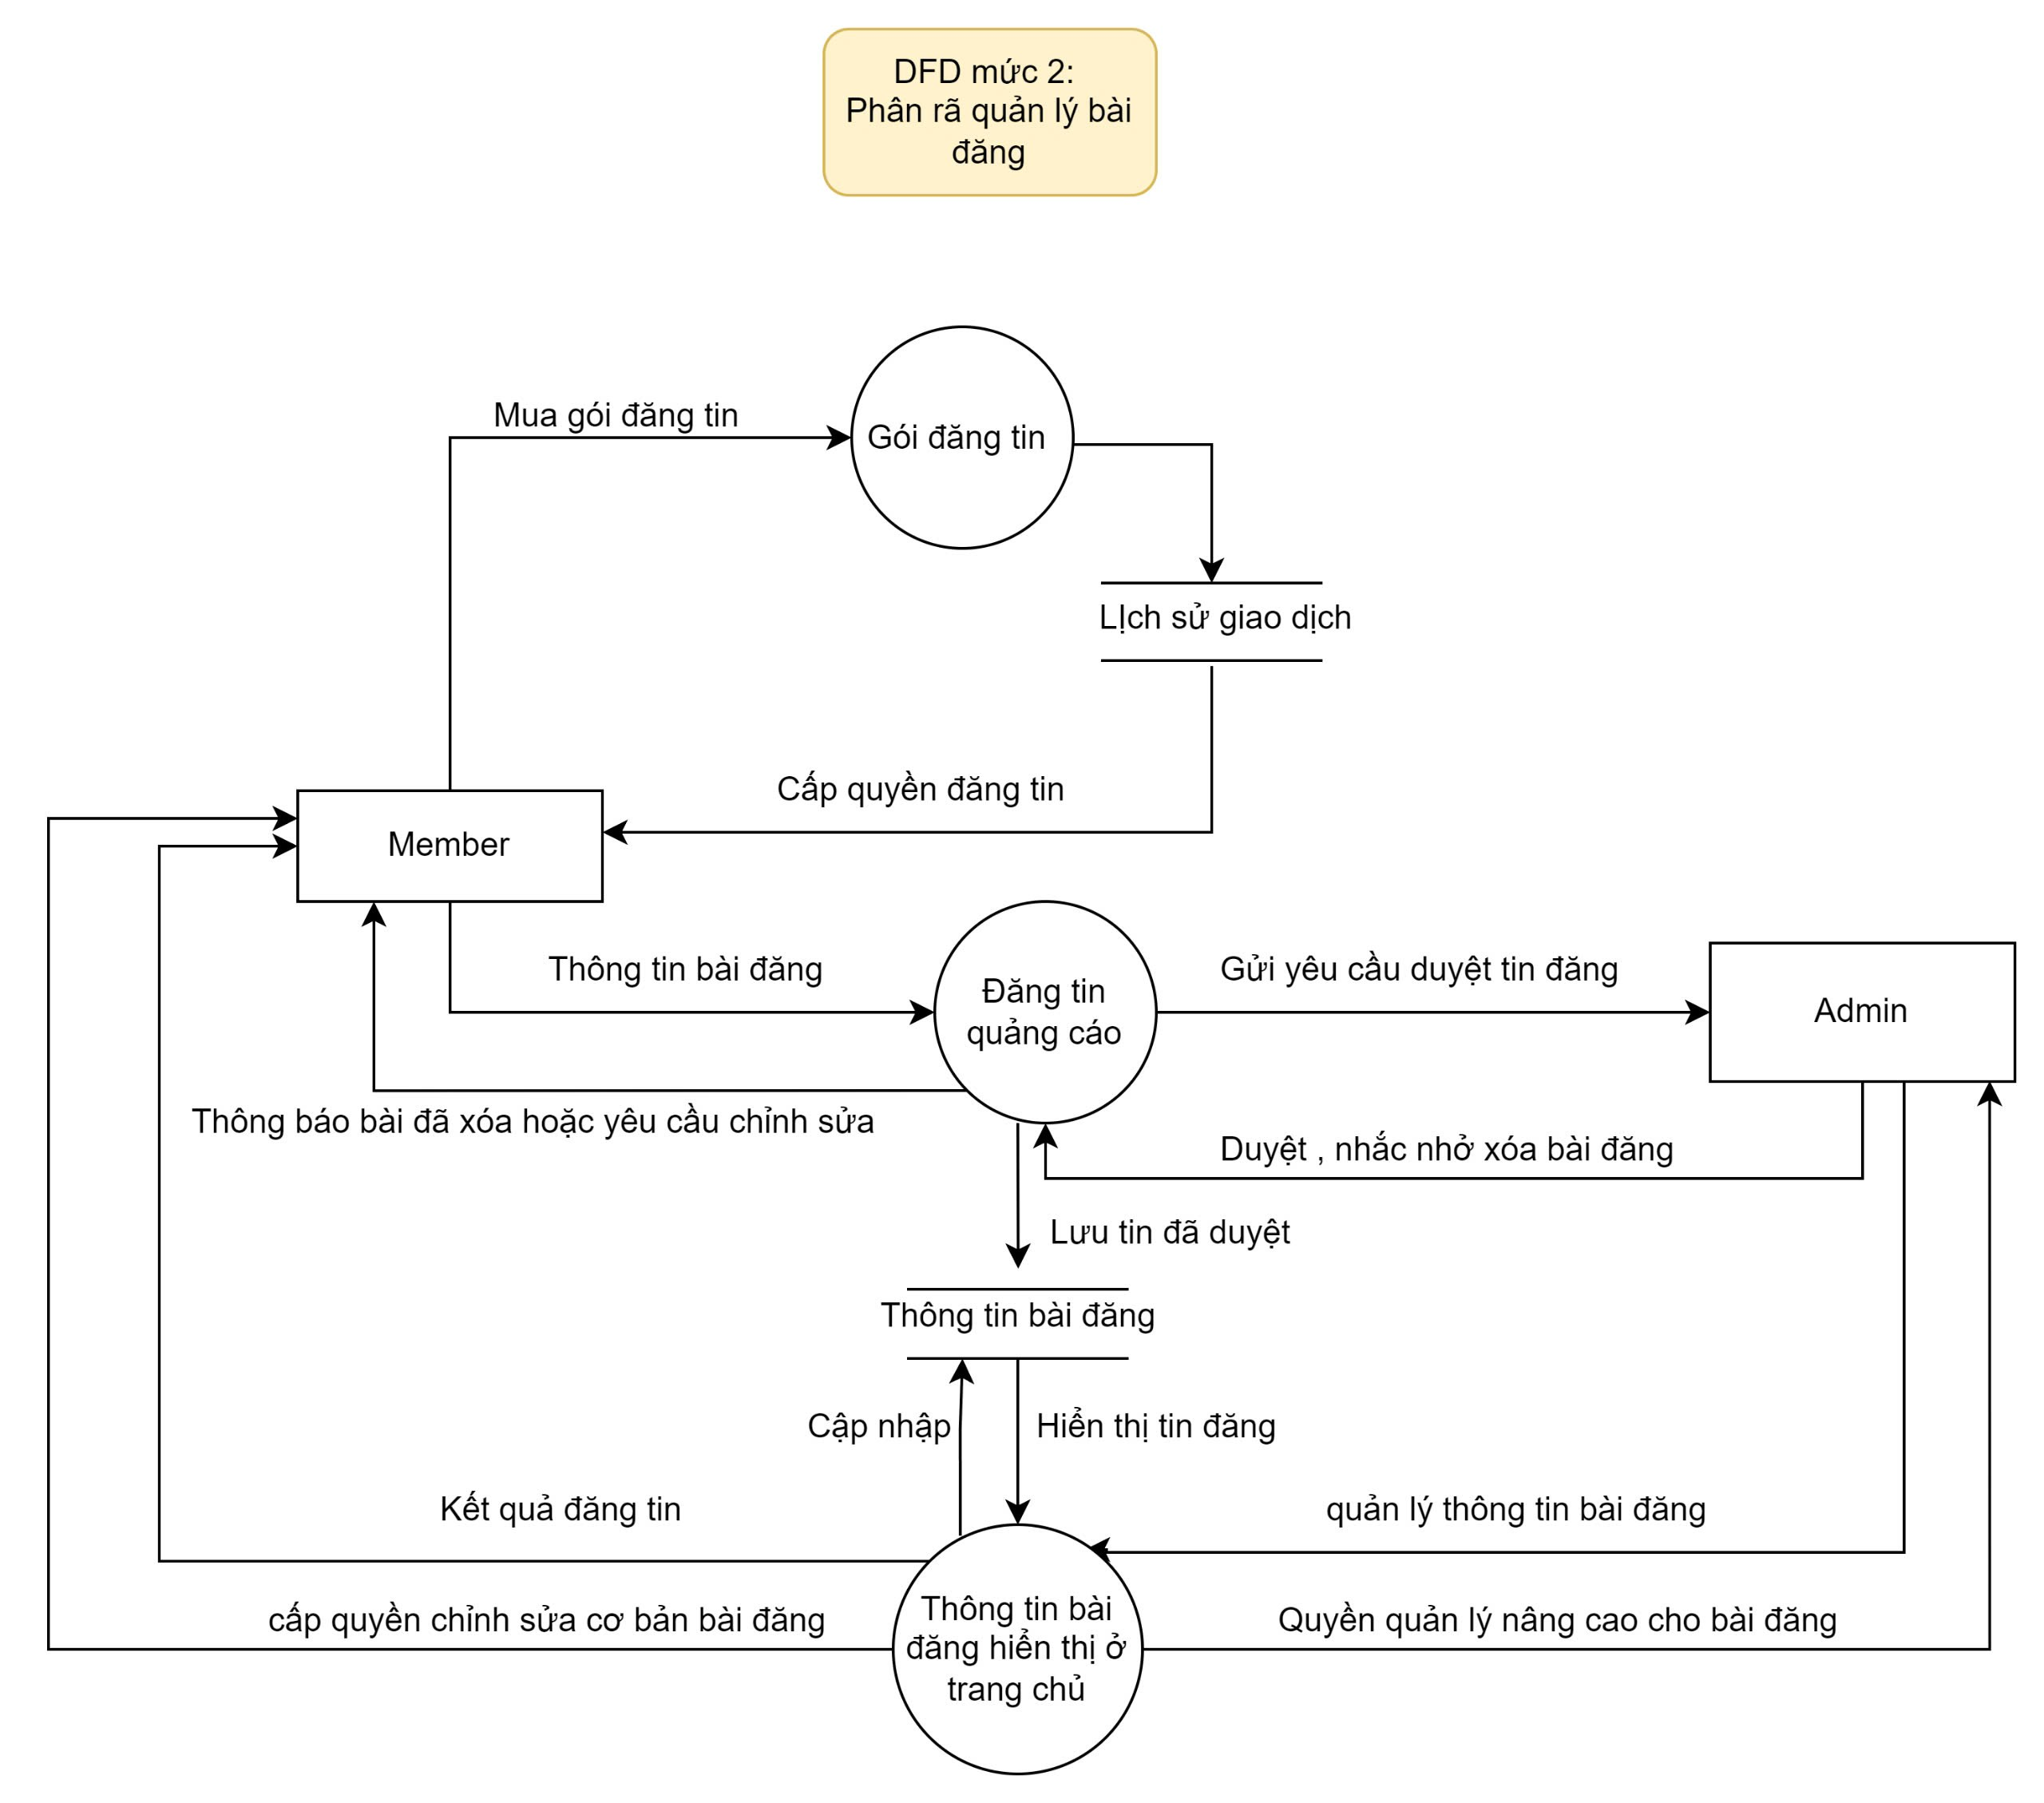 DFD mức 2:
Phân rã quản lý bài
đăng
Mua gói đăng tin
Gói đăng tin
LỊch sử giao dịch
Cấp quyền đăng tin
Member
Thông tin bài đăng
Đăng tin
quảng cáo
Gửi yêu cầu duyệt tin đăng
Admin
Thông báo bài đã xóa hoặc yêu cầu chỉnh sửa
Duyệt , nhắc nhở xóa bài đăng
Lưu tin đã duyệt
Thông tin bài đăng
Cập nhập
Hiển thị tin đăng
Kết quả đăng tin
quản lý thông tin bài đăng
cấp quyền chỉnh sửa cơ bản bài đăng
Thông tin bài
đăng hiển thị ở
trang chủ
Quyền quản lý nâng cao cho bài đăng